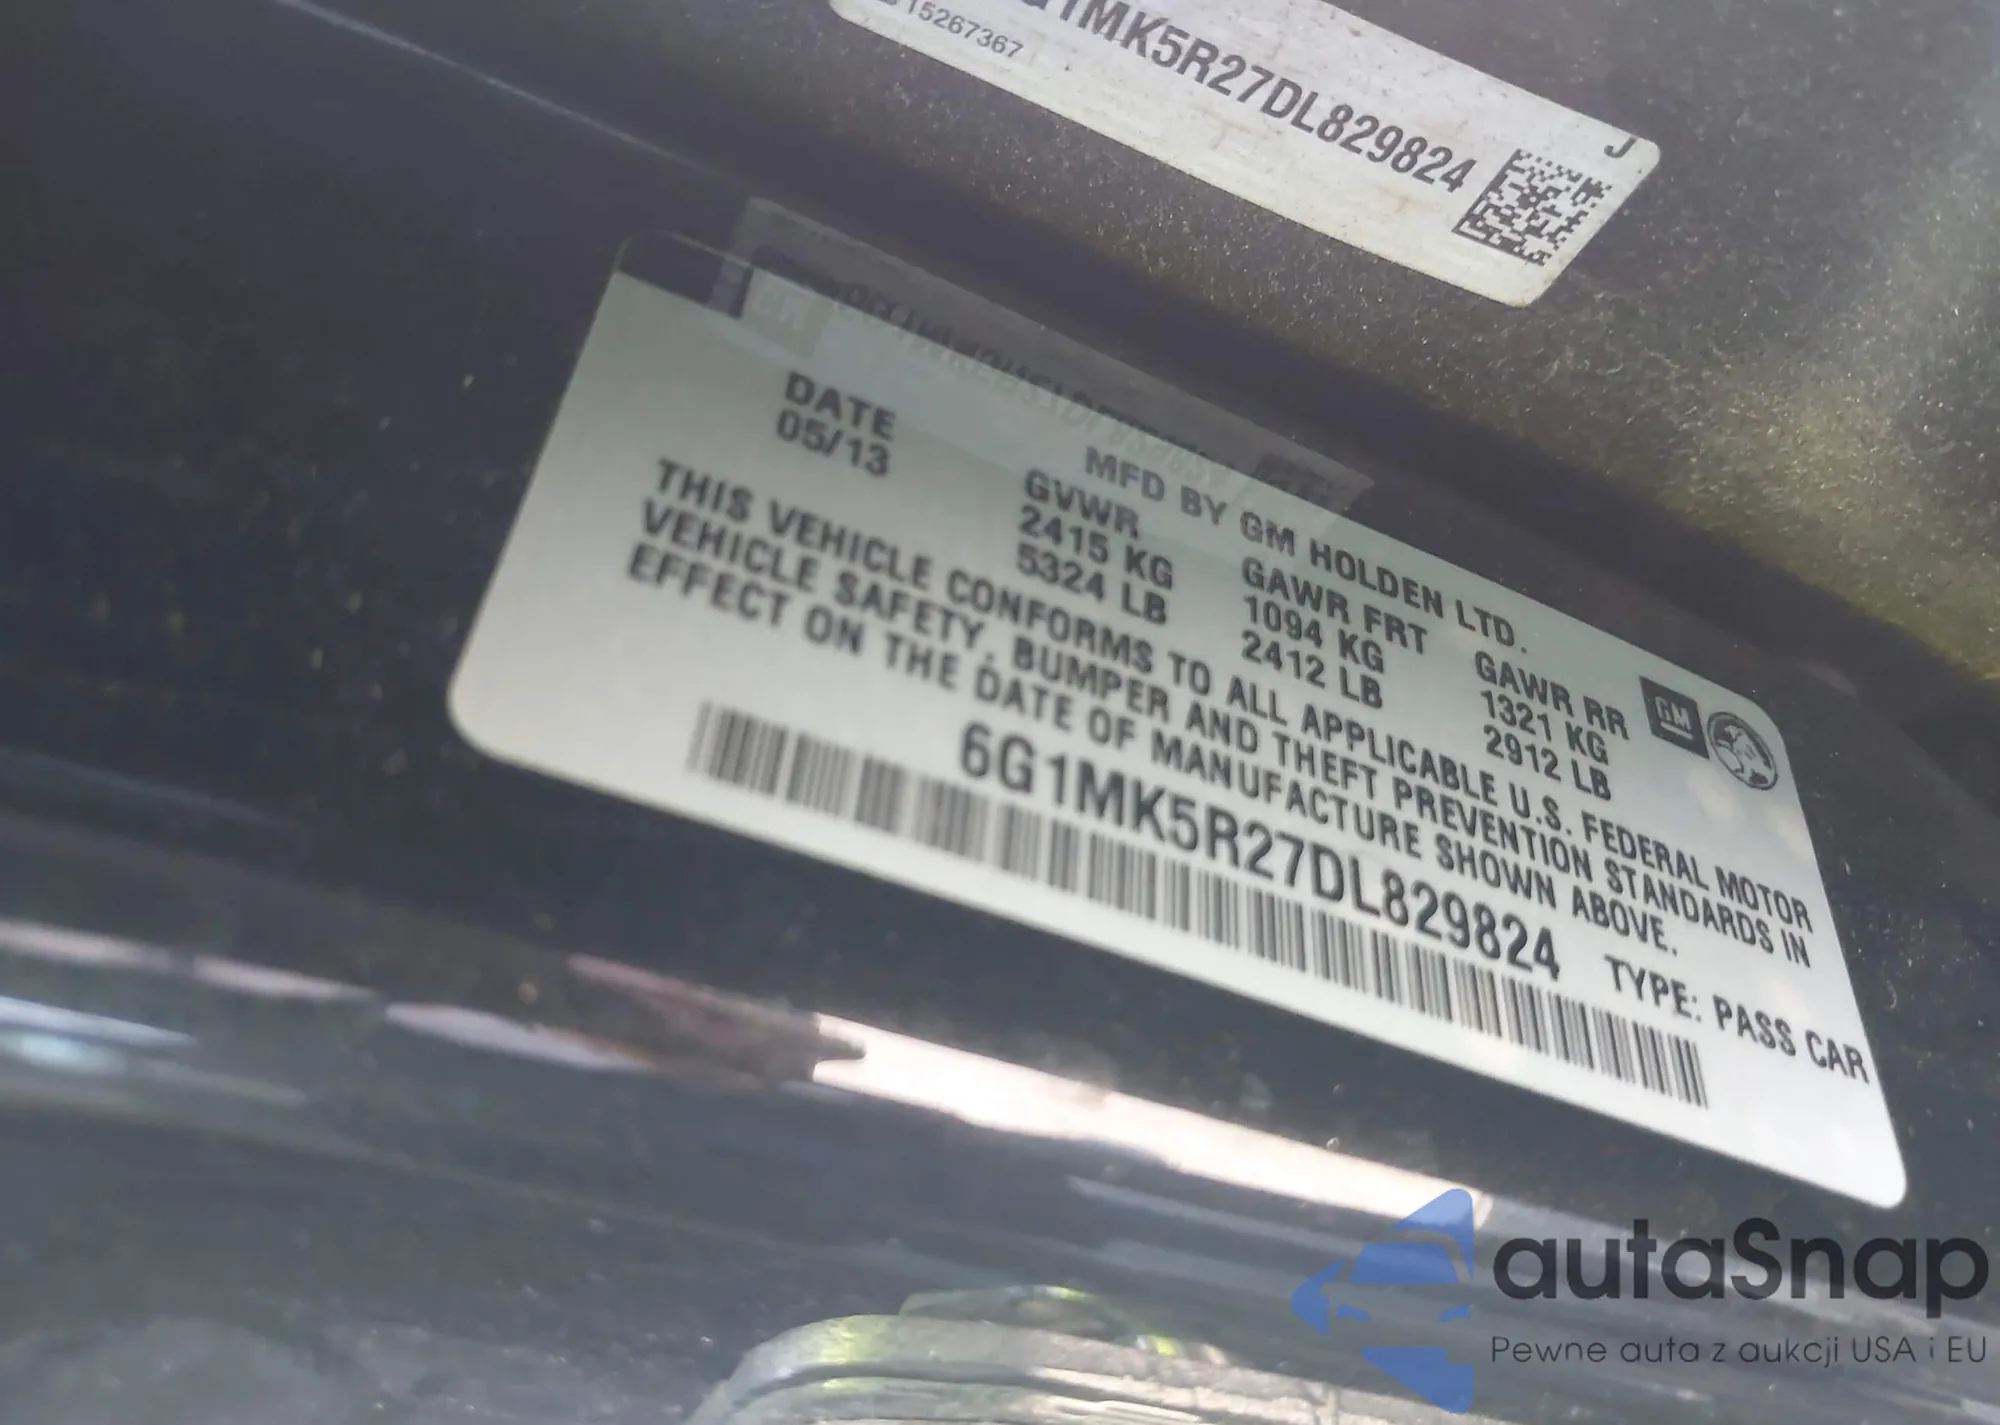 G1MK5R27DL829824
15267367
J
DATE
05/13
MFD BY GM HOLDEN LTD.
GVWR
2415 KG
5324 LB
GAWR FRT
1094 KG
2412 LB
GAWR RR
1321 KG
2912 LB
GM
THIS VEHICLE CONFORMS TO ALL APPLICABLE U.S. FEDERAL MOTOR
VEHICLE SAFETY, BUMPER AND THEFT PREVENTION STANDARDS IN
EFFECT ON THE DATE OF MANUFACTURE SHOWN ABOVE.
6G1MK5R27DL829824
TYPE: PASS CAR
autaSnap
Pewne auta z aukcji USA i EU